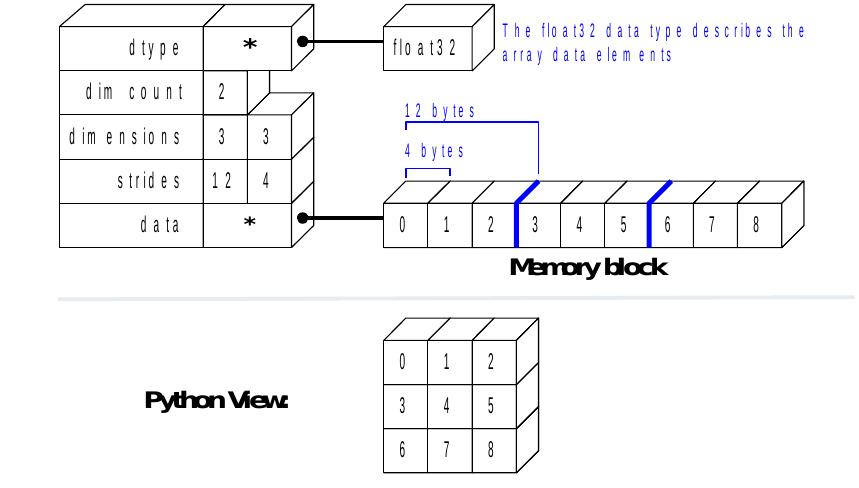 dtype * float32 The float32 data type describes the
array data elements
dim count 2
dimensions 3 3
12 bytes
4 bytes
strides 12 4
data * 0 1 2 3 4 5 6 7 8
Memory block
0 1 2
Python View:
3 4 5
6 7 8